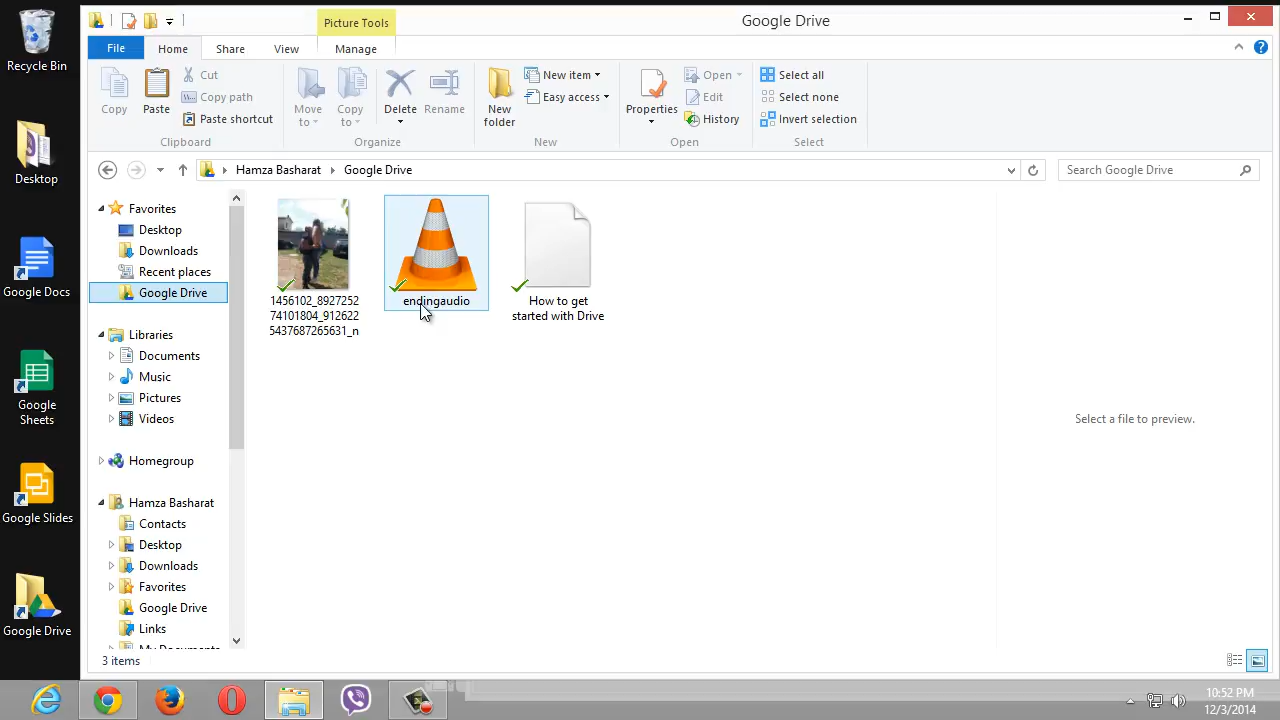 Recycle Bin
Desktop
Google Docs
Google
Sheets
Google Slides
Google Drive
Picture Tools
Google Drive
File
Home
Share
View
Manage
Copy
Paste
Cut
Copy path
Paste shortcut
Clipboard
Move
to
Copy
to
Delete
Rename
Organize
New
folder
New item
Easy access
New
Properties
Open
Edit
History
Open
Select all
Select none
Invert selection
Select
Hamza Basharat
Google Drive
Search Google Drive
Favorites
Desktop
Downloads
Recent places
Google Drive
Libraries
Documents
Music
Pictures
Videos
Homegroup
Hamza Basharat
Contacts
Desktop
Downloads
Favorites
Google Drive
Links
My Documents
1456102_8927252
74101804_912622
5437687265631_n
endingaudio
How to get
started with Drive
Select a file to preview.
3 items
10:52 PM
12/3/2014